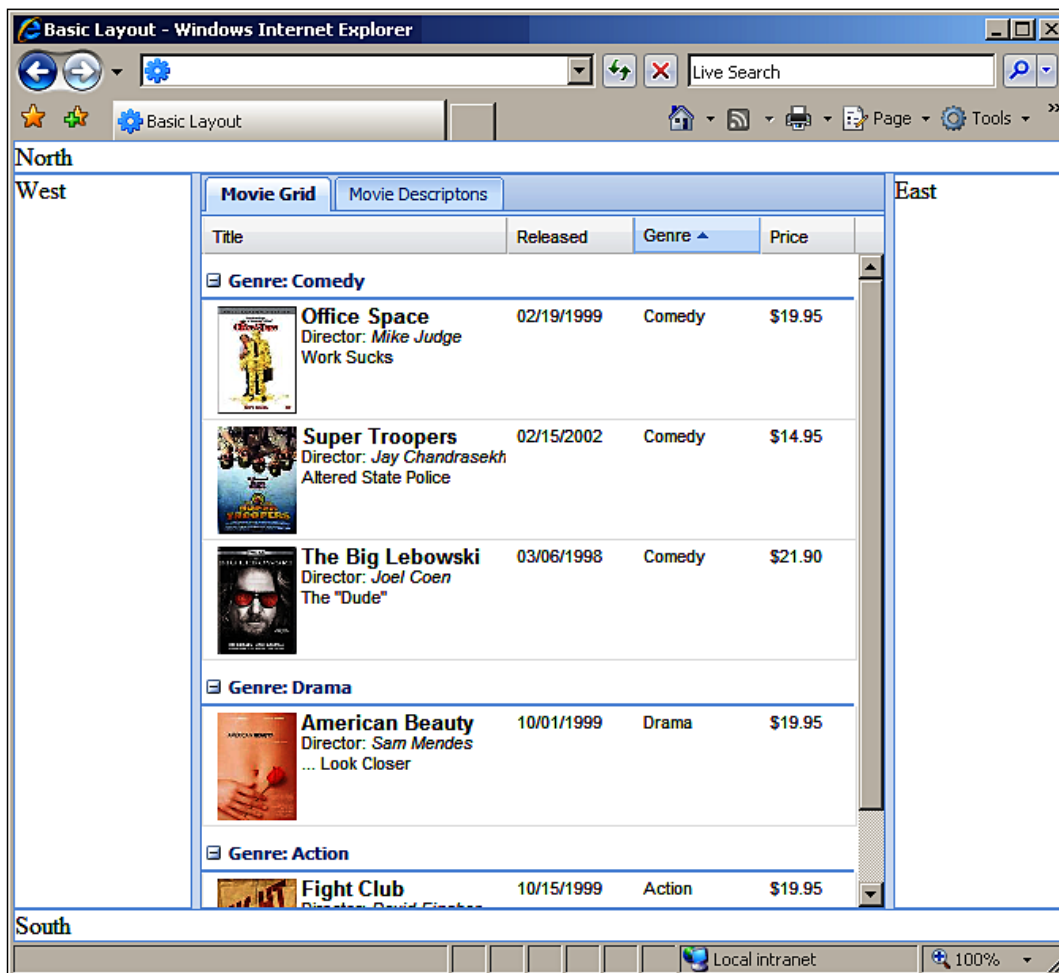 Basic Layout - Windows Internet Explorer
Live Search
Basic Layout
Page
Tools
North
West
Movie Grid
Movie Descriptons
East
Title Released Genre Price
Genre: Comedy
Office Space 02/19/1999 Comedy $19.95
Director: Mike Judge
Work Sucks
Super Troopers 02/15/2002 Comedy $14.95
Director: Jay Chandrasekh
Altered State Police
The Big Lebowski 03/06/1998 Comedy $21.90
Director: Joel Coen
The "Dude"
Genre: Drama
American Beauty 10/01/1999 Drama $19.95
Director: Sam Mendes
... Look Closer
Genre: Action
Fight Club 10/15/1999 Action $19.95
South
Local intranet
100%